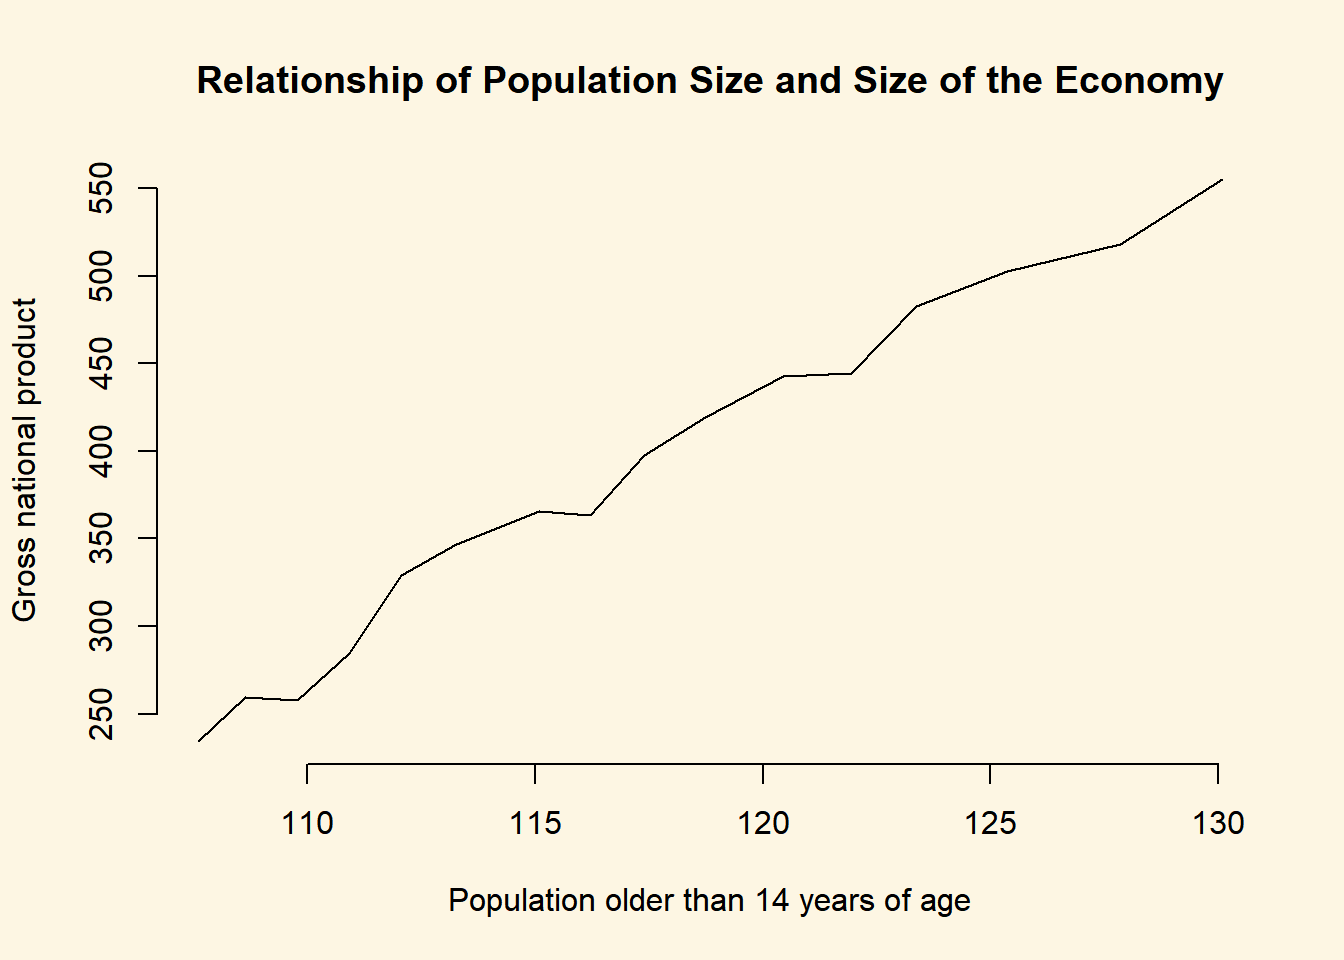 Relationship of Population Size and Size of the Economy
Gross national product
550
500
450
400
350
300
250
110 115 120 125 130
Population older than 14 years of age